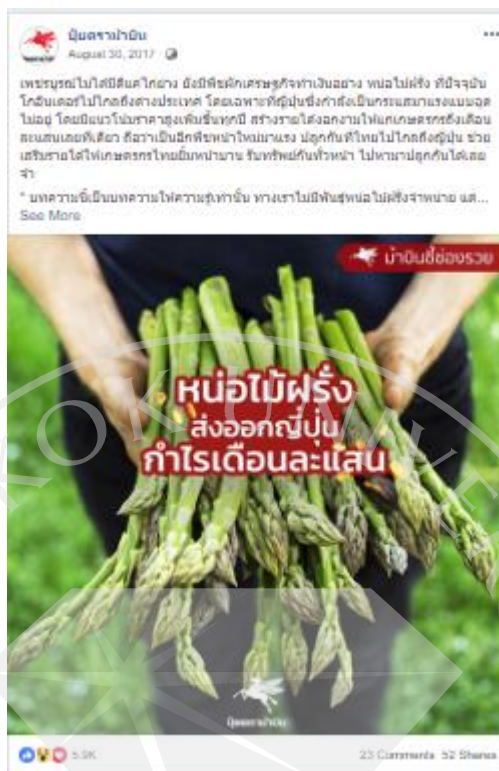 ปุ๋ยตราม้าบิน
August 30, 2017
เพชรบูรณ์ไม่ได้มีดีแค่ไก่ย่าง ยังมีพืชผักเศรษฐกิจทำเงินอย่าง หน่อไม้ฝรั่ง ที่ปัจจุบัน
โกอินเตอร์ไปไกลถึงต่างประเทศ โดยเฉพาะที่ญี่ปุ่นซึ่งกำลังเป็นกระแสมาแรงแบบฉุด
ไม่อยู่ โดยมีแนวโน้มราคาสูงเพิ่มขึ้นทุกปี สร้างรายได้งอกงามให้แก่เกษตรกรถึงเดือน
ละแสนเลยทีเดียว ถือว่าเป็นอีกพืชหน้าใหม่มาแรง ปลูกกันที่ไทยไปไกลถึงญี่ปุ่น ช่วย
เสริมรายได้ให้เกษตรกรไทยยิ้มหน้าบาน รับทรัพย์กันทั่วหน้า ไปหามาปลูกกันได้เลย
จ้า
* บทความนี้เป็นบทความให้ความรู้เท่านั้น ทางเราไม่มีพันธุ์หน่อไม้ฝรั่งจำหน่าย แต่...
See More
ม้าบินชี้ช่องรวย
หน่อไม้ฝรั่ง
ส่งออกญี่ปุ่น
กำไรเดือนละแสน
ปุ๋ยตราม้าบิน
5.9K 23 Comments 52 Shares